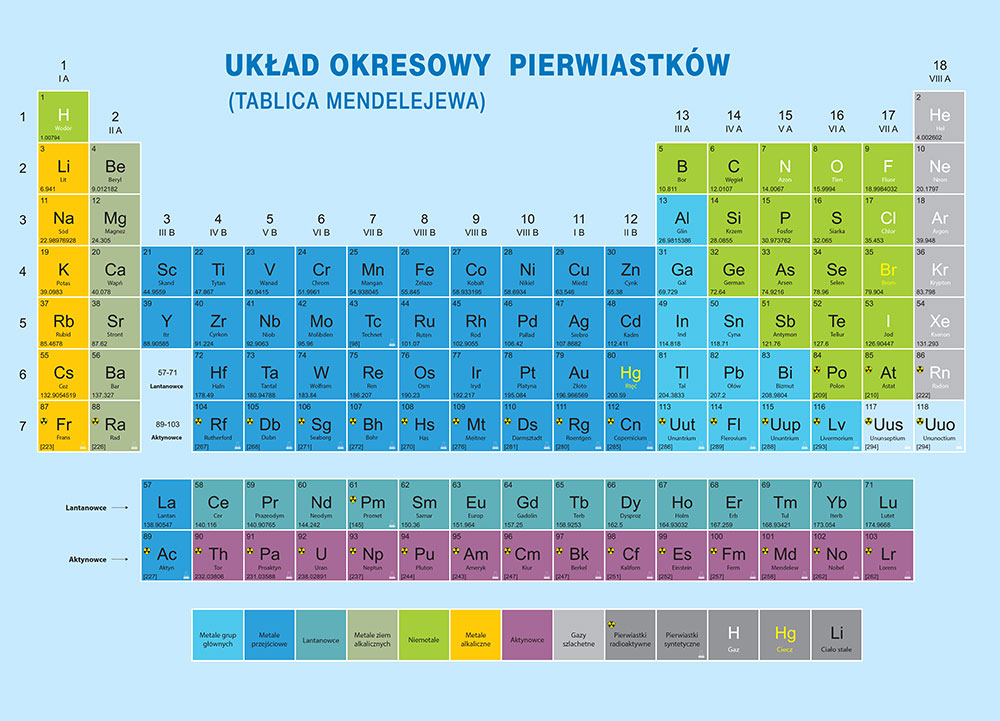 UKŁAD OKRESOWY PIERWIASTKÓW
(TABLICA MENDELEJEWA)
1 18
I A VIII A
1 2
1 H He
Wodór Hel
1.00794 4.002602
2 13 14 15 16 17
II A III A IV A V A VI A VII A
3 4 5 6 7 8 9 10
2 Li Be B C N O F Ne
Lit Beryl Bor Węgiel Azon Tlen Fluor Neon
6.941 9.012182 10.811 12.0107 14.0067 15.9994 18.9984032 20.1797
11 12 13 14 15 16 17 18
3 Na Mg Al Si P S Cl Ar
Sód Magnez Glin Krzem Fosfor Siarka Chlor Argon
22.98976928 24.305 26.9815386 28.0855 30.973762 32.065 35.453 39.948
3 4 5 6 7 8 9 10 11 12
III B IV B V B VI B VII B VIII B VIII B VIII B I B II B
19 20 21 22 23 24 25 26 27 28 29 30 31 32 33 34 35 36
4 K Ca Sc Ti V Cr Mn Fe Co Ni Cu Zn Ga Ge As Se Br Kr
Potas Wapń Skand Tytan Wanad Chrom Mangan Żelazo Kobalt Nikiel Miedź Cynk Gal German Arsen Selen Brom Krypton
39.0983 40.078 44.9559 47.867 50.9415 51.9961 54.938045 55.845 58.933195 58.6934 63.546 65.38 69.729 72.64 74.9216 78.96 79.904 83.798
37 38 39 40 41 42 43 44 45 46 47 48 49 50 51 52 53 54
5 Rb Sr Y Zr Nb Mo Tc Ru Rh Pd Ag Cd In Sn Sb Te I Xe
Rubid Stront Itr Cyrkon Niob Molibden Technet Ruten Rod Pallad Srebro Kadm Ind Cyna Antymon Tellur Jod Ksenon
85.4678 87.62 88.90585 91.224 92.9063 95.96 [98] 101.07 102.9055 106.42 107.8682 112.411 114.818 118.71 121.76 127.6 126.90447 131.293
55 56 57-71 72 73 74 75 76 77 78 79 80 81 82 83 84 85 86
6 Cs Ba Lantanowce Hf Ta W Re Os Ir Pt Au Hg Tl Pb Bi Po At Rn
Cez Bar Hafn Tantal Wolfram Ren Osm Iryd Platyna Złoto Rtęć Tal Ołów Bizmut Polon Astat Radon
132.9054519 137.327 178.49 180.94788 183.84 186.207 190.23 192.217 195.084 196.966569 200.59 204.3833 207.2 208.9804 [209] [210] [222]
87 88 89-103 104 105 106 107 108 109 110 111 112 113 114 115 116 117 118
7 Fr Ra Aktynowce Rf Db Sg Bh Hs Mt Ds Rg Cn Uut Fl Uup Lv Uus Uuo
Frans Rad Rutherford Dubn Seaborg Bohr Has Meitner Darmsztadt Roentgen Copernicium Ununtrium Flerovium Ununtrium Livermorium Ununseptium Ununoctium
[223] [226] [267] [268] [271] [272] [270] [276] [281] [280] [285] [286] [289] [288] [293] [294] [294]
57 58 59 60 61 62 63 64 65 66 67 68 69 70 71
Lantanowce La Ce Pr Nd Pm Sm Eu Gd Tb Dy Ho Er Tm Yb Lu
Lantan Cer Prazeodym Neodym Promet Samar Europ Gadolin Terb Dysproz Holm Erb Tul Iterb Lutet
138.90547 140.116 140.90765 144.242 [145] 150.36 151.964 157.25 158.9253 162.5 164.93032 167.259 168.93421 173.054 174.9668
89 90 91 92 93 94 95 96 97 98 99 100 101 102 103
Aktynowce Ac Th Pa U Np Pu Am Cm Bk Cf Es Fm Md No Lr
Aktyn Tor Proaktyn Uran Neptun Pluton Ameryk Kiur Berkel Kaliforn Einstein Ferm Mendelew Nobel Lorens
[227] 232.03806 231.03588 238.02891 [237] [244] [243] [247] [247] [251] [252] [257] [258] [262] [262]
Metale grup głównych
Metale przejściowe
Lantanowce
Metale ziem alkalicznych
Niemetale
Metale alkaliczne
Aktynowce
Gazy szlachetne
Pierwiastki radioaktywne
Pierwiastki syntetyczne
H Gaz
Hg Ciecz
Li Ciało stałe